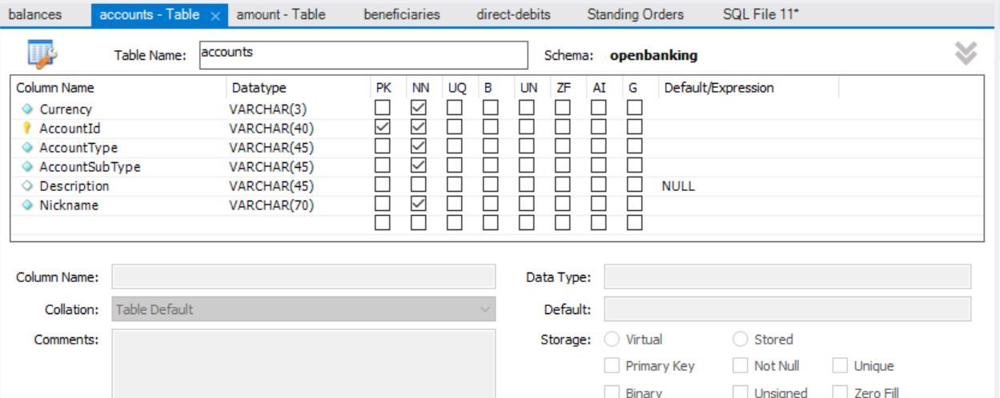 balances accounts - Table × amount - Table beneficiaries direct-debits Standing Orders SQL File 11*
Table Name: accounts Schema: openbanking
Column Name Datatype PK NN UQ B UN ZF AI G Default/Expression
Currency VARCHAR(3)
AccountId VARCHAR(40)
AccountType VARCHAR(45)
AccountSubType VARCHAR(45)
Description VARCHAR(45) NULL
Nickname VARCHAR(70)
Column Name: Data Type:
Collation: Table Default Default:
Comments: Storage: Virtual Stored
Primary Key Not Null Unique
Binary Unsigned Zero Fill